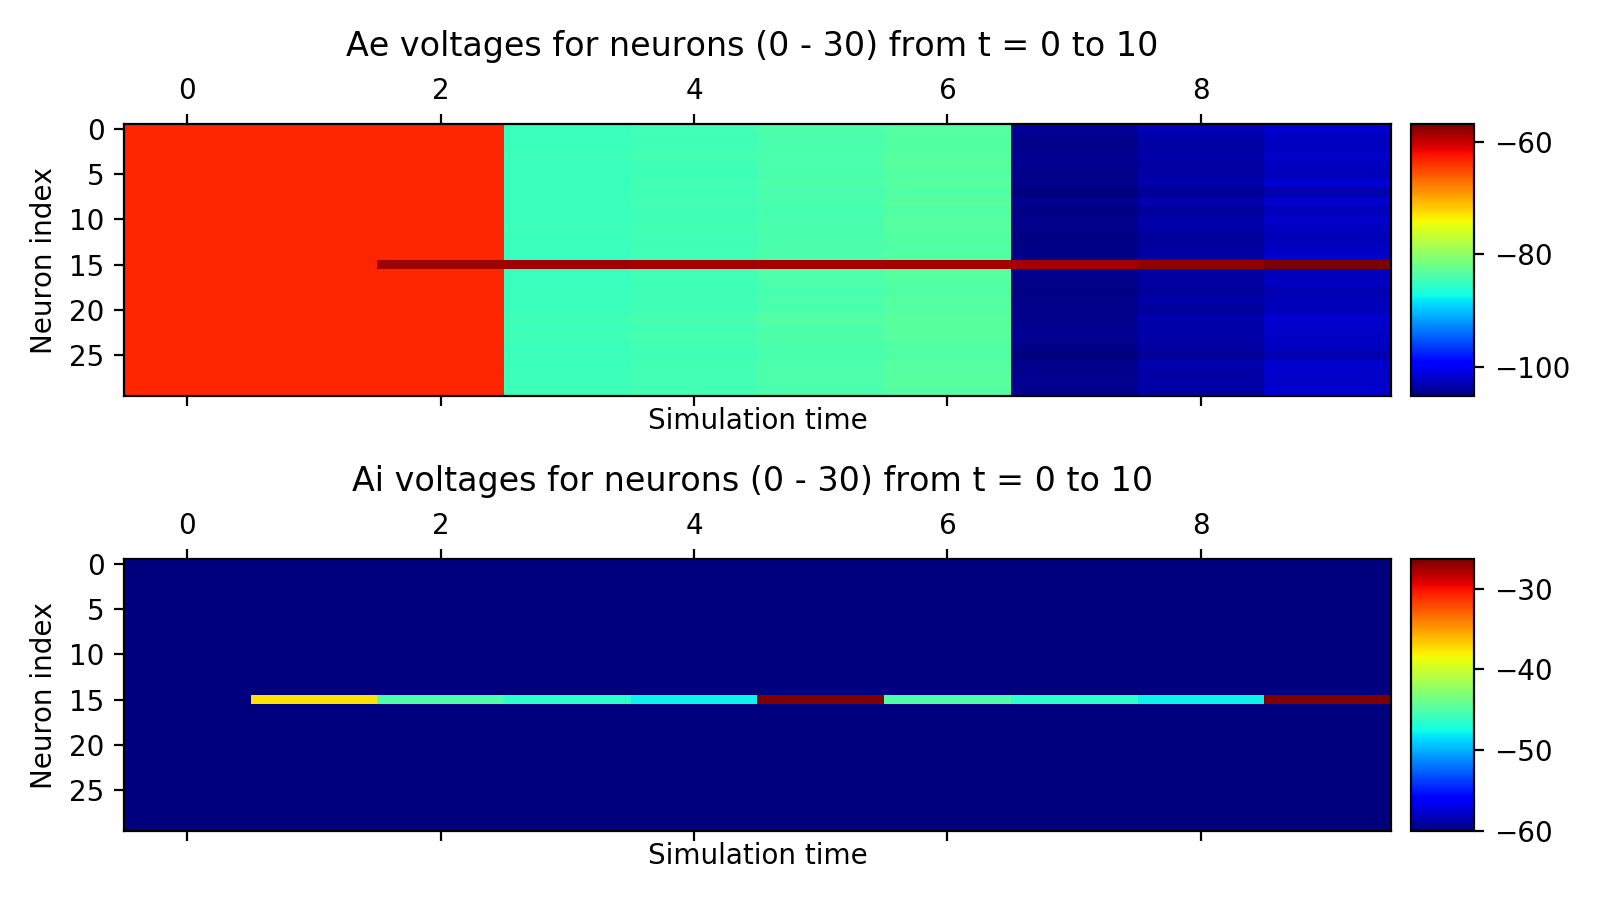 Ae voltages for neurons (0 - 30) from t = 0 to 10
0 2 4 6 8
Neuron index
0
5
10
15
20
25
−60
−80
−100
Simulation time
Ai voltages for neurons (0 - 30) from t = 0 to 10
0 2 4 6 8
Neuron index
0
5
10
15
20
25
−30
−40
−50
−60
Simulation time